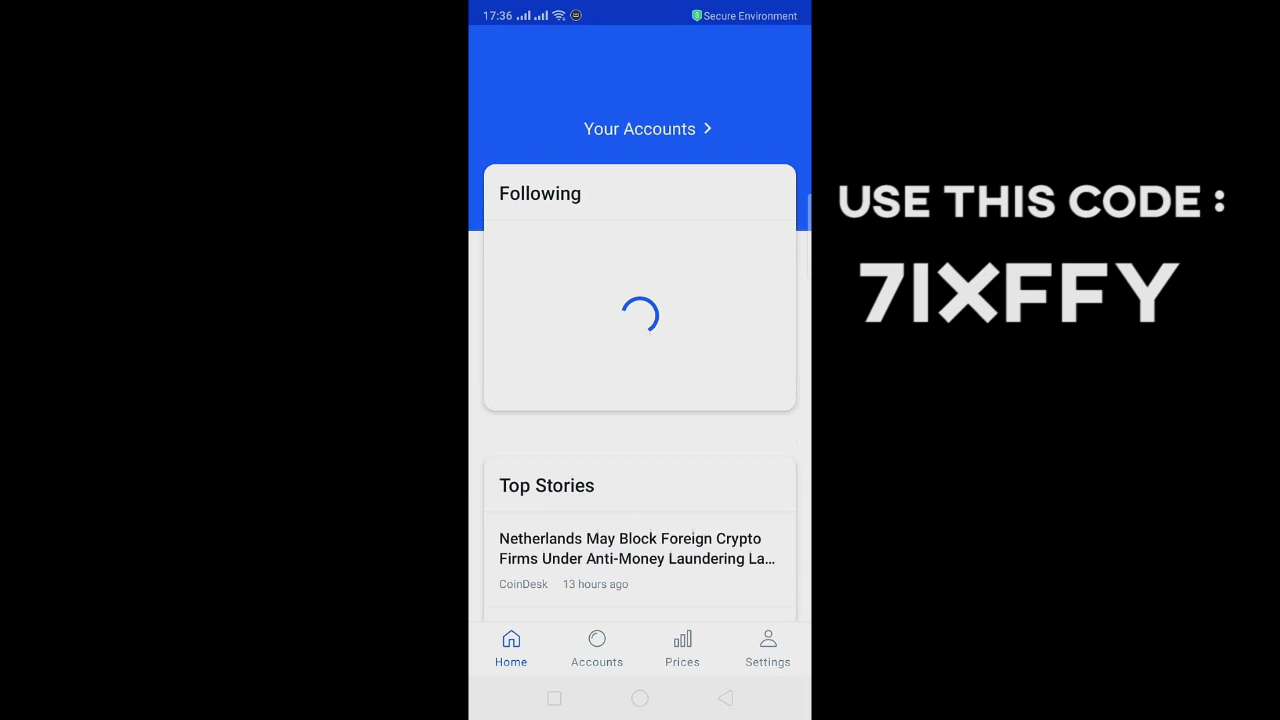 17:36
Secure Environment
Your Accounts
Following
Top Stories
Netherlands May Block Foreign Crypto
Firms Under Anti-Money Laundering La...
CoinDesk 13 hours ago
Home Accounts Prices Settings
USE THIS CODE :
7IXFFY